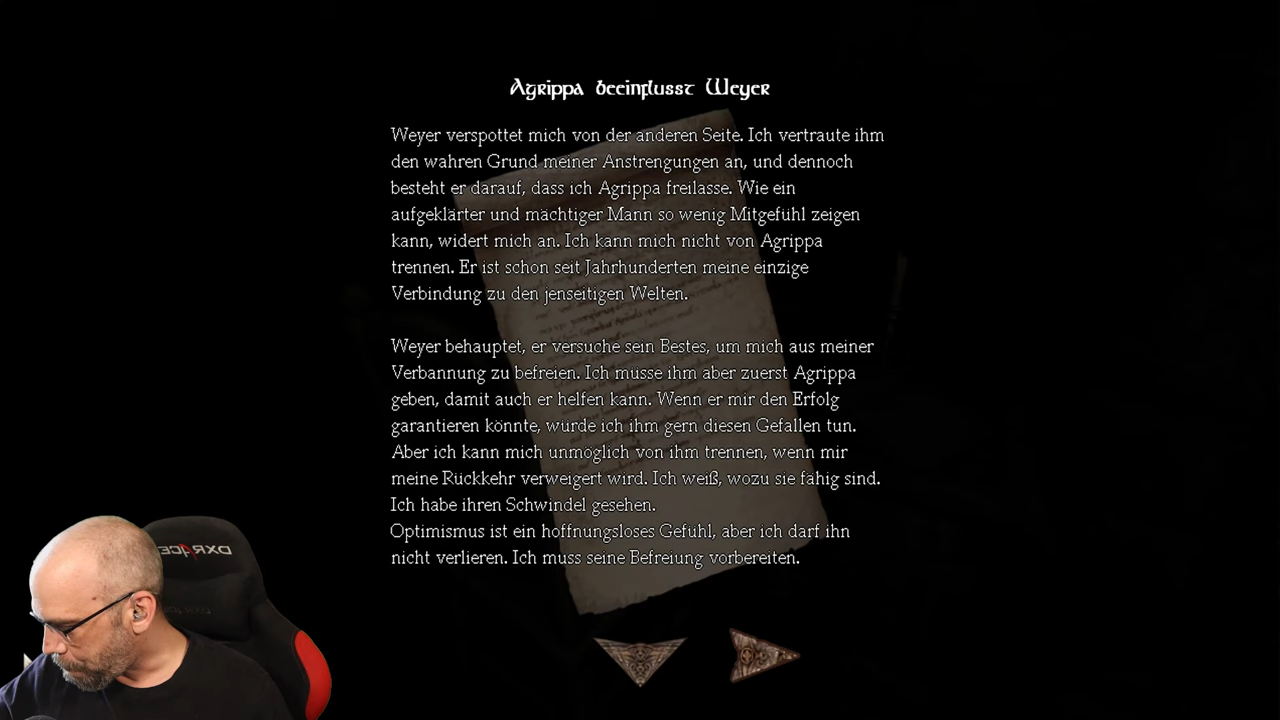 Agrippa beeinflusst Weyer
Weyer verspottet mich von der anderen Seite. Ich vertraute ihm
den wahren Grund meiner Anstrengungen an, und dennoch
besteht er darauf, dass ich Agrippa freilasse. Wie ein
aufgeklärter und mächtiger Mann so wenig Mitgefühl zeigen
kann, widert mich an. Ich kann mich nicht von Agrippa
trennen. Er ist schon seit Jahrhunderten meine einzige
Verbindung zu den jenseitigen Welten.
Weyer behauptet, er versuche sein Bestes, um mich aus meiner
Verbannung zu befreien. Ich müsse ihm aber zuerst Agrippa
geben, damit auch er helfen kann. Wenn er mir den Erfolg
garantieren könnte, würde ich ihm gern diesen Gefallen tun.
Aber ich kann mich unmöglich von ihm trennen, wenn mir
meine Rückkehr verweigert wird. Ich weiß, wozu sie fähig sind.
Ich habe ihren Schwindel gesehen.
Optimismus ist ein hoffnungsloses Gefühl, aber ich darf ihn
nicht verlieren. Ich muss seine Befreiung vorbereiten.
DXRACER